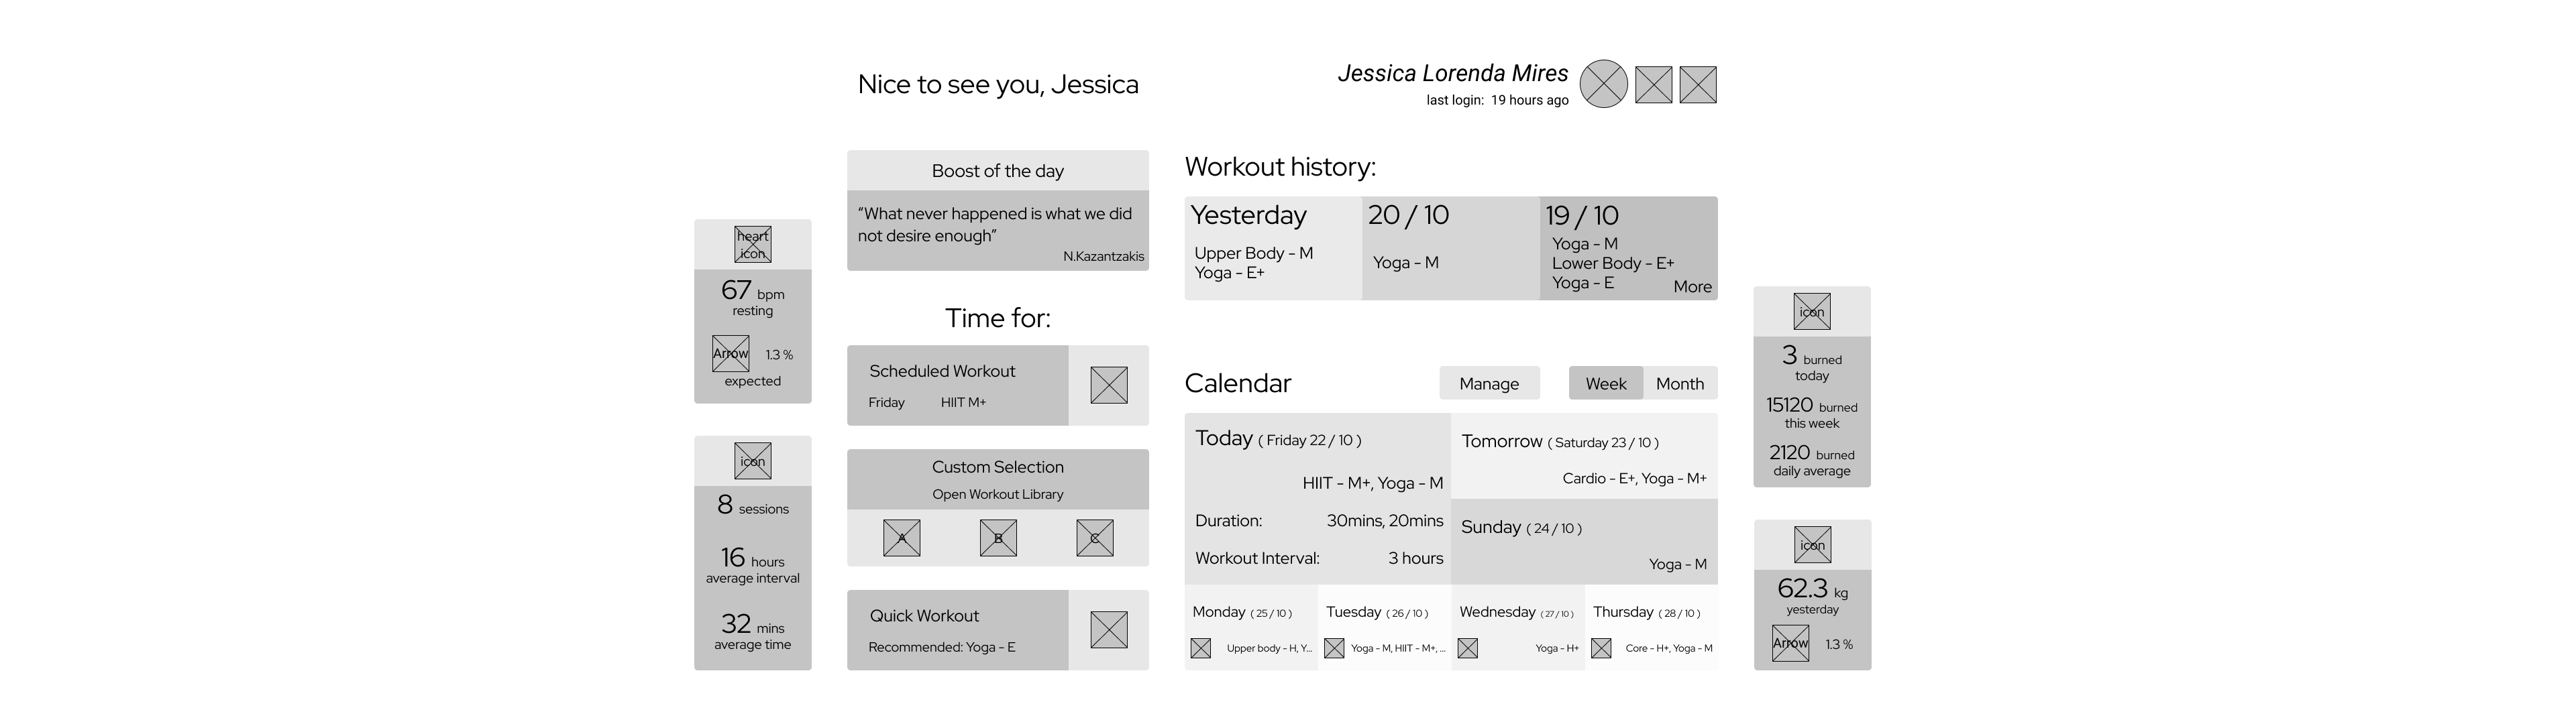 Nice to see you, Jessica
Jessica Lorenda Mires
last login: 19 hours ago
heart
icon
67 bpm
resting
Arrow 1.3 %
expected
icon
8 sessions
16 hours
average interval
32 mins
average time
Boost of the day
“What never happened is what we did
not desire enough”
N.Kazantzakis
Time for:
Scheduled Workout
Friday HIIT M+
Custom Selection
Open Workout Library
A B C
Quick Workout
Recommended: Yoga - E
Workout history:
Yesterday
Upper Body - M
Yoga - E+
20 / 10
Yoga - M
19 / 10
Yoga - M
Lower Body - E+
Yoga - E
More
Calendar
Manage
Week Month
Today ( Friday 22 / 10 )
HIIT - M+, Yoga - M
Duration: 30mins, 20mins
Workout Interval: 3 hours
Tomorrow ( Saturday 23 / 10 )
Cardio - E+, Yoga - M+
Sunday ( 24 / 10 )
Yoga - M
Monday ( 25 / 10 )
Upper body - H, Y...
Tuesday ( 26 / 10 )
Yoga - M, HIIT - M+, ...
Wednesday ( 27 / 10 )
Yoga - H+
Thursday ( 28 / 10 )
Core - H+, Yoga - M
icon
3 burned
today
15120 burned
this week
2120 burned
daily average
icon
62.3 kg
yesterday
Arrow 1.3 %